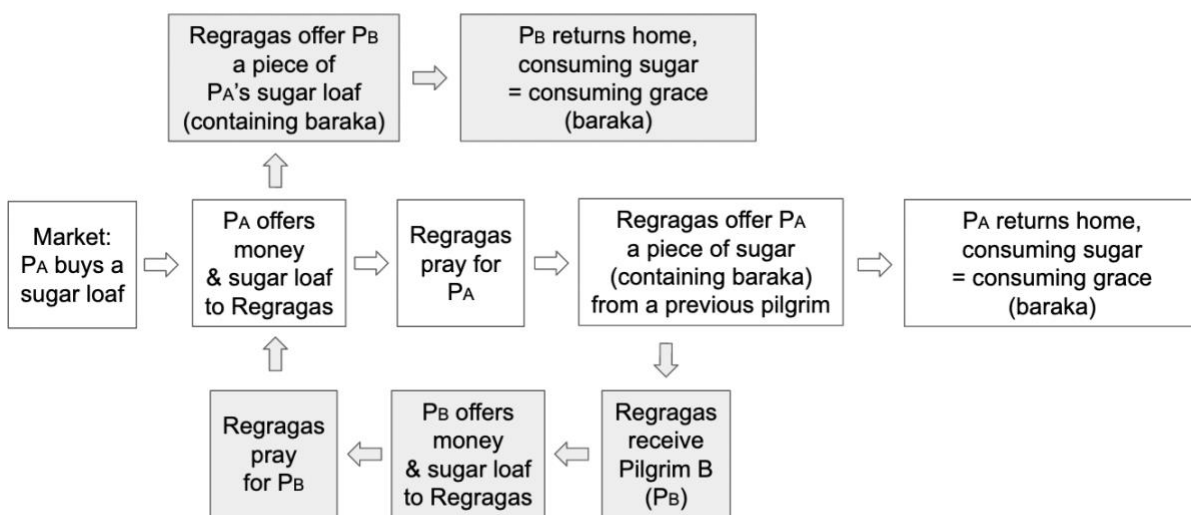 Regragas offer PB
a piece of
PA's sugar loaf
(containing baraka)
PB returns home,
consuming sugar
= consuming grace
(baraka)
Market:
PA buys a
sugar loaf
PA offers
money
& sugar loaf
to Regragas
Regragas
pray for
PA
Regragas offer PA
a piece of sugar
(containing baraka)
from a previous pilgrim
PA returns home,
consuming sugar
= consuming grace
(baraka)
Regragas
pray
for PB
PB offers
money
& sugar loaf
to Regragas
Regragas
receive
Pilgrim B
(PB)